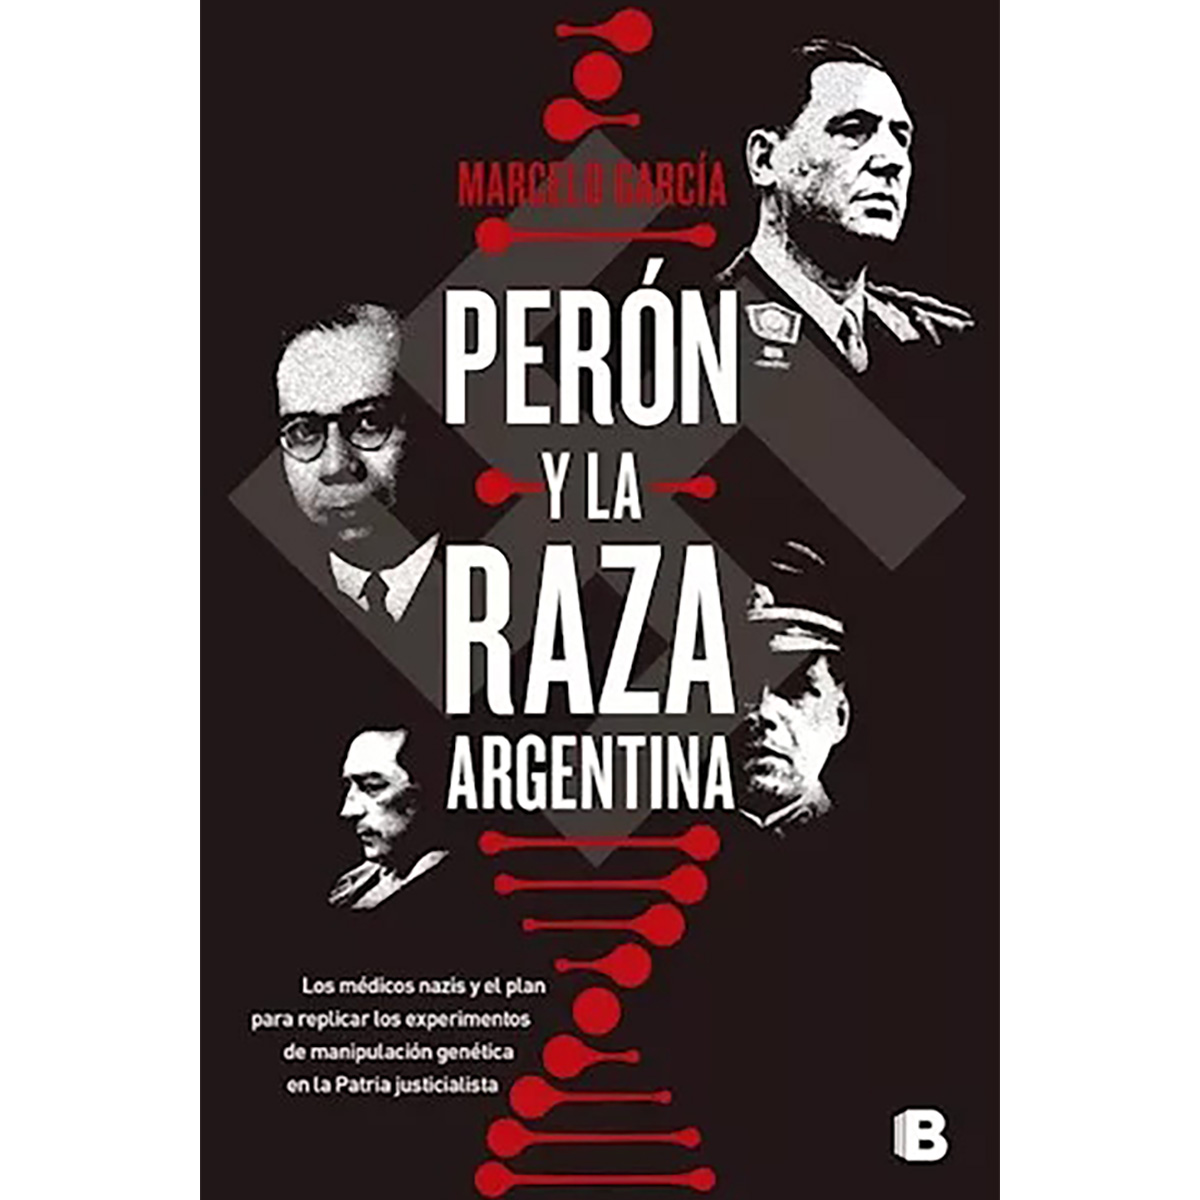 MARCELO GARCÍA
PERÓN
Y LA
RAZA
ARGENTINA
Los médicos nazis y el plan
para replicar los experimentos
de manipulación genética
en la Patria justicialista
B